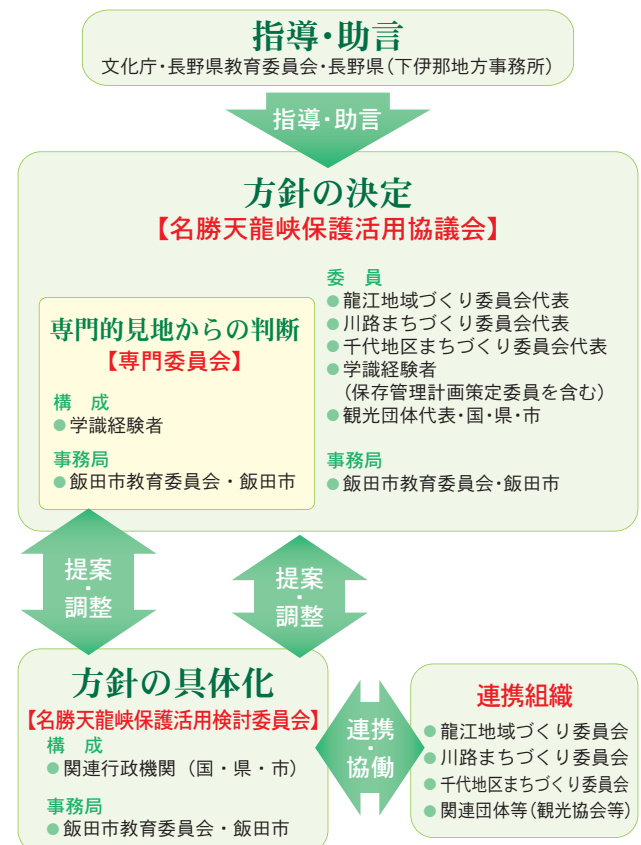 指導・助言
文化庁・長野県教育委員会・長野県(下伊那地方事務所)
指導・助言
方針の決定
【名勝天龍峡保護活用協議会】
専門的見地からの判断
【専門委員会】
構　成
●学識経験者
事務局
●飯田市教育委員会・飯田市
委　員
●龍江地域づくり委員会代表
●川路まちづくり委員会代表
●千代地区まちづくり委員会代表
●学識経験者
(保存管理計画策定委員を含む)
●観光団体代表・国・県・市
事務局
●飯田市教育委員会・飯田市
提案
・
調整
提案
・
調整
方針の具体化
【名勝天龍峡保護活用検討委員会】
構　成
●関連行政機関（国・県・市）
事務局
●飯田市教育委員会・飯田市
連携
・
協働
連携組織
●龍江地域づくり委員会
●川路まちづくり委員会
●千代地区まちづくり委員会
●関連団体等(観光協会等)